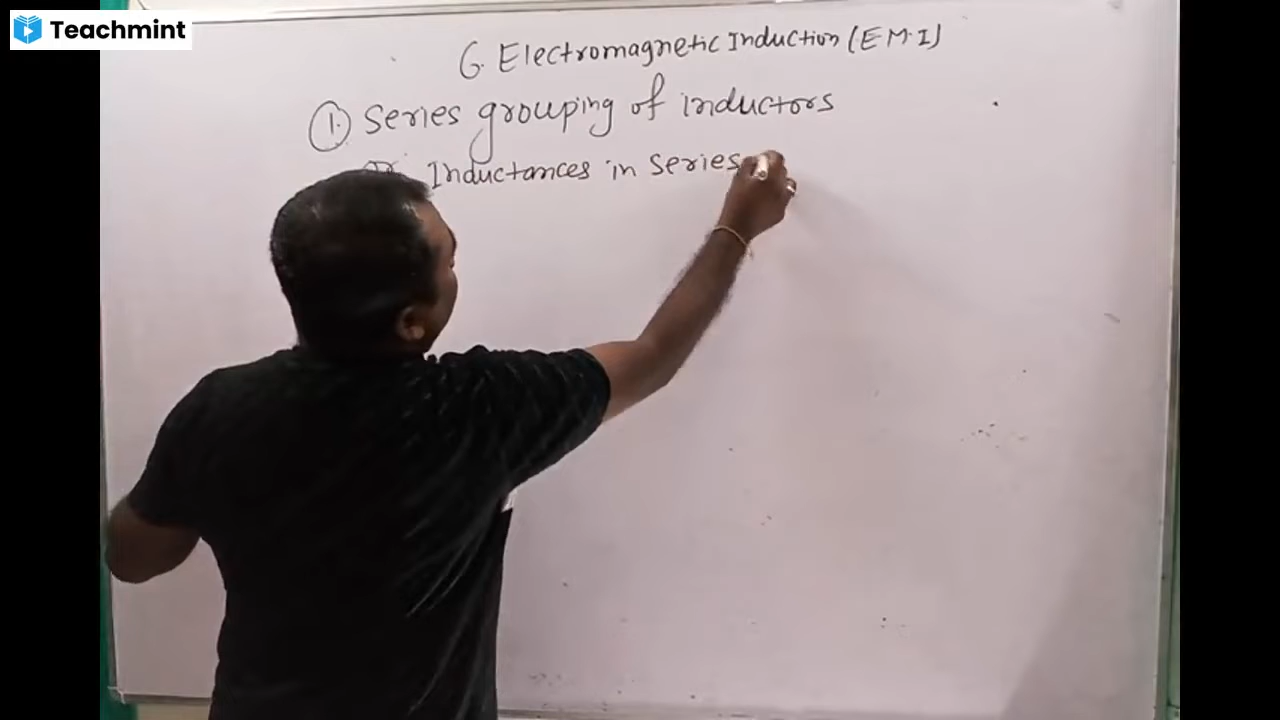 Teachmint
6. Electromagnetic Induction (E.M.I)
1. Series grouping of inductors
Inductances in series